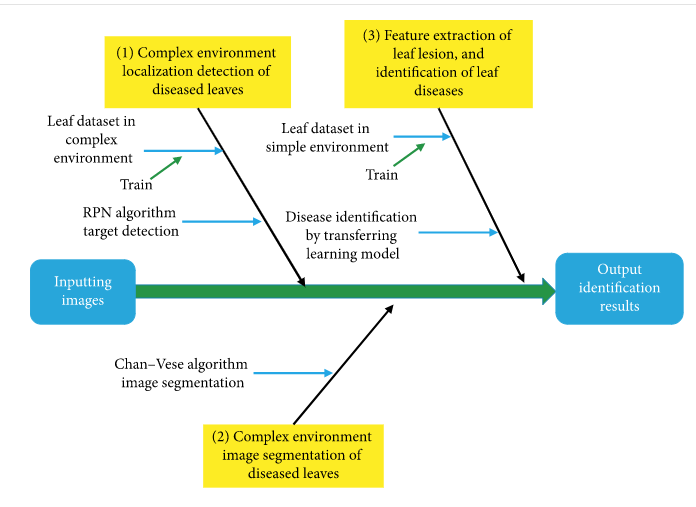 (1) Complex environment
localization detection of
diseased leaves
(3) Feature extraction of
leaf lesion, and
identification of leaf
diseases
Leaf dataset in
complex
environment
Train
RPN algorithm
target detection
Leaf dataset in
simple environment
Train
Disease identification
by transferring
learning model
Inputting
images
Output
identification
results
Chan–Vese algorithm
image segmentation
(2) Complex environment
image segmentation of
diseased leaves